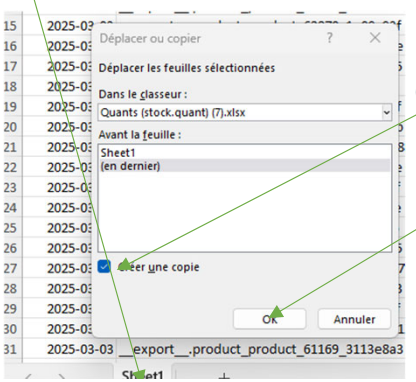 15 2025-03
Déplacer ou copier ? ×
16 2025-03
Déplacer les feuilles sélectionnées
17 2025-03
18 2025-03
Dans le classeur :
19 2025-03
Quants (stock.quant) (7).xlsx
20 2025-03
Avant la feuille :
21 2025-03
Sheet1
22 2025-03
(en dernier)
23 2025-03
24 2025-03
25 2025-03
26 2025-03
27 2025-03 Créer une copie
28 2025-03
29 2025-03
OK Annuler
30 2025-03
31 2025-03-03 __export__.product_product_61169_3113e8a3
Sheet1 +